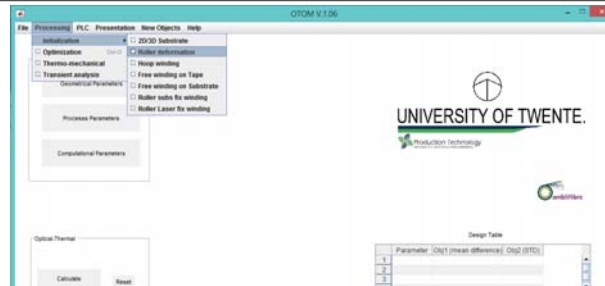 OTOM V.1.06
File Processing PLC Presentation New Objects Help
Initialization
Optimization Ctrl-O
Thermo-mechanical
Transient analysis
2D/3D Substrate
Roller deformation
Hoop winding
Free winding on Tape
Free winding on Substrate
Roller subs fix winding
Roller Laser fix winding
Geometrical Parameters
Process Parameters
Computational Parameters
UNIVERSITY OF TWENTE.
Production Technology
ambliFibre
Optical-Thermal
Calculate
Reset
Design Table
Parameter Obj1 (mean difference) Obj2 (STD)
1
2
3